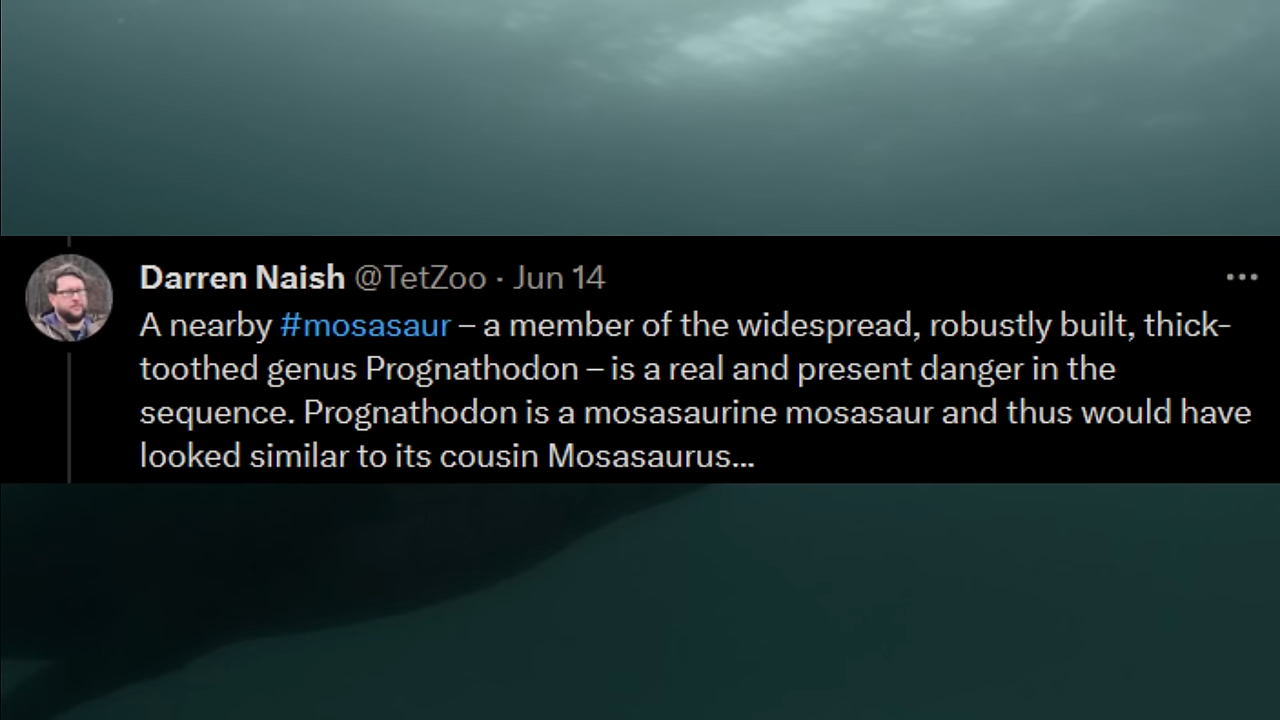 Darren Naish @TetZoo · Jun 14
A nearby #mosasaur – a member of the widespread, robustly built, thick-
toothed genus Prognathodon – is a real and present danger in the
sequence. Prognathodon is a mosasaurine mosasaur and thus would have
looked similar to its cousin Mosasaurus...